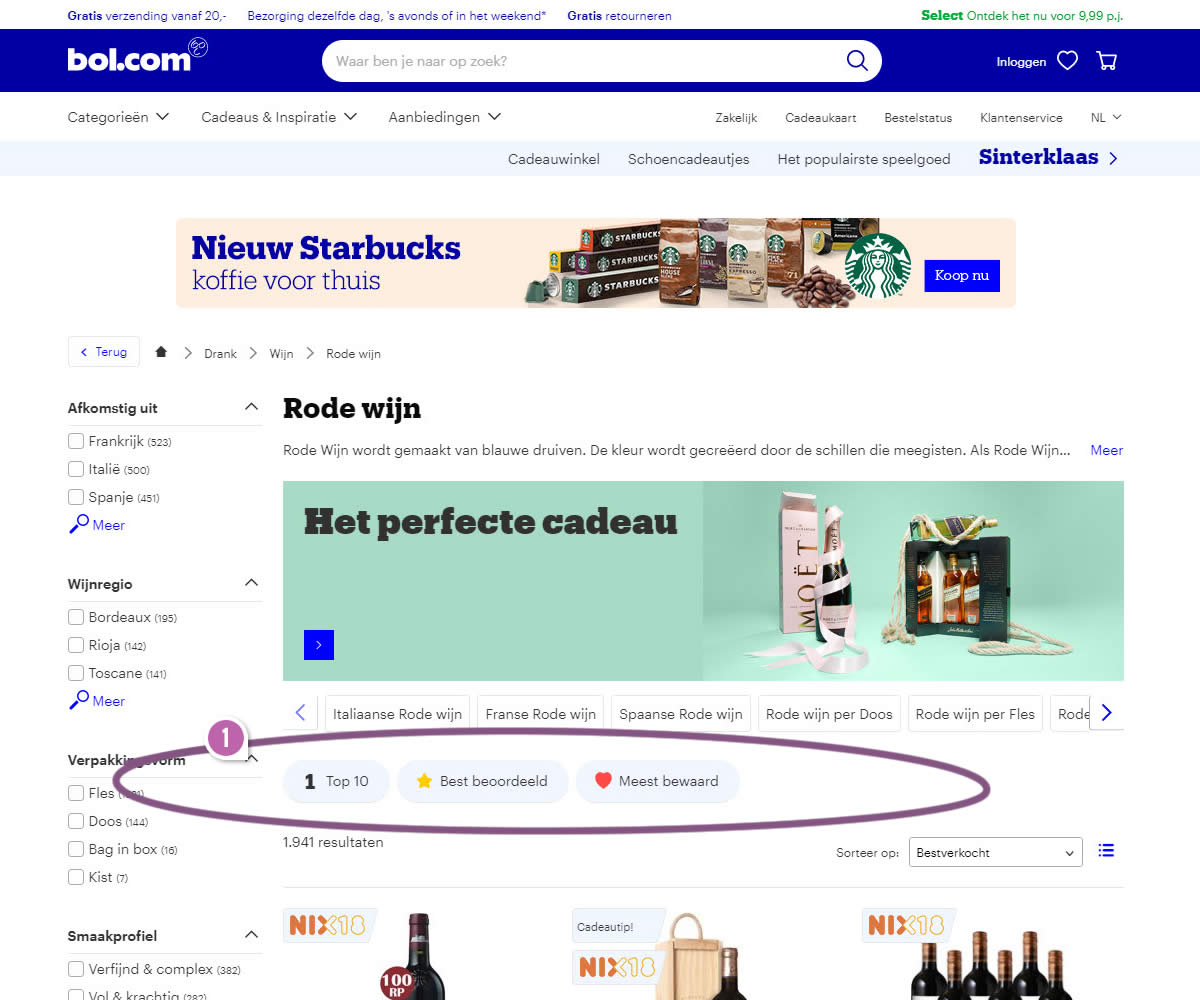 Gratis verzending vanaf 20,- Bezorging dezelfde dag, 's avonds of in het weekend* Gratis retourneren Select Ontdek het nu voor 9,99 p.j.
bol.com go Waar ben je naar op zoek? Inloggen
Categorieën Cadeaus & Inspiratie Aanbiedingen Zakelijk Cadeaukaart Bestelstatus Klantenservice NL
Cadeauwinkel Schoencadeautjes Het populairste speelgoed Sinterklaas
Nieuw Starbucks
koffie voor thuis
STARBUCKS
STARBUCKS
STARBUCKS
HOUSE
ESPRESSO
Americano
Koop nu
Terug Drank Wijn Rode wijn
Afkomstig uit
Frankrijk (523)
Italië (500)
Spanje (451)
Meer
Wijnregio
Bordeaux (195)
Rioja (142)
Toscane (141)
Meer
Verpakkingsvorm
Fles
Doos (144)
Bag in box (16)
Kist (7)
Smaakprofiel
Verfijnd & complex (382)
Vol & krachtig (282)
Rode wijn
Rode Wijn wordt gemaakt van blauwe druiven. De kleur wordt gecreëerd door de schillen die meegisten. Als Rode Wijn... Meer
Het perfecte cadeau
MOËT
MOËT
Italiaanse Rode wijn Franse Rode wijn Spaanse Rode wijn Rode wijn per Doos Rode wijn per Fles Rode
1
1 Top 10 Best beoordeeld Meest bewaard
1.941 resultaten
Sorteer op: Bestverkocht
NIX18 Cadeautip! NIX18
NIX18
100
RP